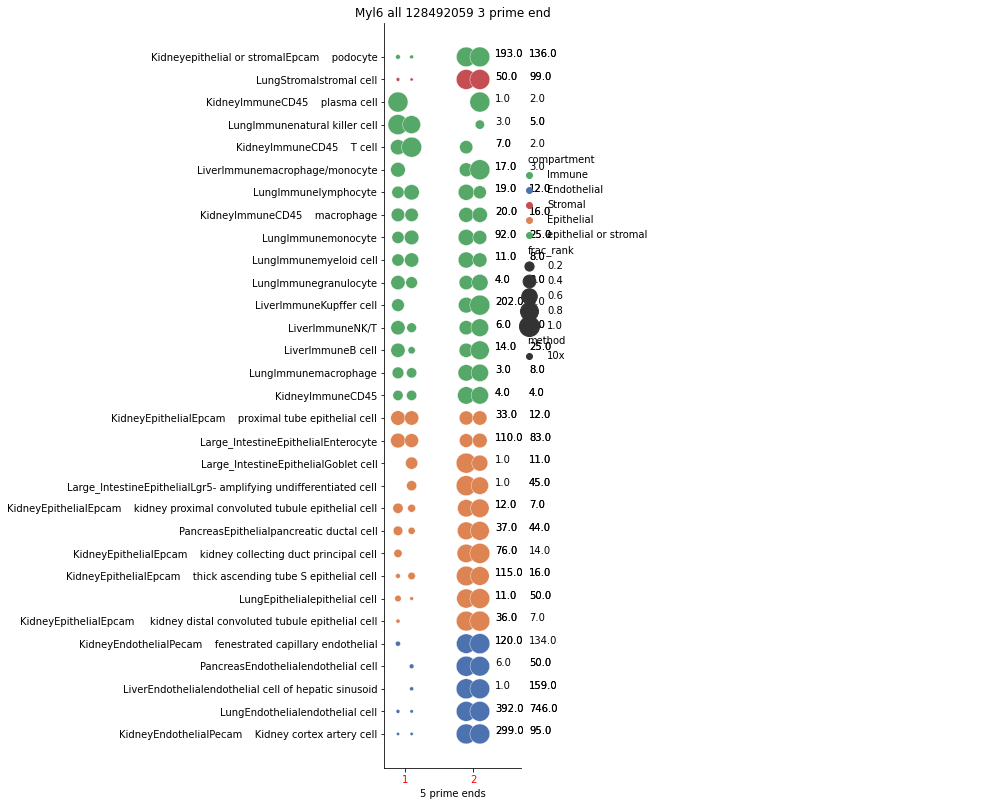 Myl6 all 128492059 3 prime end
Kidneyepithelial or stromalEpcam    podocyte 193.0 136.0
LungStromalstromal cell 50.0 99.0
KidneyImmuneCD45    plasma cell 1.0 2.0
LungImmunenatural killer cell 3.0 5.0
KidneyImmuneCD45    T cell 7.0 2.0
compartment
LiverImmunemacrophage/monocyte 17.0 3.0
Immune
LungImmunelymphocyte 19.0 12.0
Endothelial
Stromal
KidneyImmuneCD45    macrophage 20.0 16.0
Epithelial
LungImmunemonocyte 92.0 25.0
epithelial or stromal
frac_rank
LungImmunemyeloid cell 11.0 8.0
0.2
LungImmunegranulocyte 4.0
0.4
0.6
LiverImmuneKupffer cell 202.0
0.8
LiverImmuneNK/T 6.0
1.0
method
LiverImmuneB cell 14.0 25.0
10x
LungImmunemacrophage 3.0 8.0
KidneyImmuneCD45 4.0 4.0
KidneyEpithelialEpcam    proximal tube epithelial cell 33.0 12.0
Large_IntestineEpithelialEnterocyte 110.0 83.0
Large_IntestineEpithelialGoblet cell 1.0 11.0
Large_IntestineEpithelialLgr5- amplifying undifferentiated cell 1.0 45.0
KidneyEpithelialEpcam    kidney proximal convoluted tubule epithelial cell 12.0 7.0
PancreasEpithelialpancreatic ductal cell 37.0 44.0
KidneyEpithelialEpcam    kidney collecting duct principal cell 76.0 14.0
KidneyEpithelialEpcam    thick ascending tube S epithelial cell 115.0 16.0
LungEpithelialepithelial cell 11.0 50.0
KidneyEpithelialEpcam     kidney distal convoluted tubule epithelial cell 36.0 7.0
KidneyEndothelialPecam    fenestrated capillary endothelial 120.0 134.0
PancreasEndothelialendothelial cell 6.0 50.0
LiverEndothelialendothelial cell of hepatic sinusoid 1.0 159.0
LungEndothelialendothelial cell 392.0 746.0
KidneyEndothelialPecam    Kidney cortex artery cell 299.0 95.0
1 2
5 prime ends